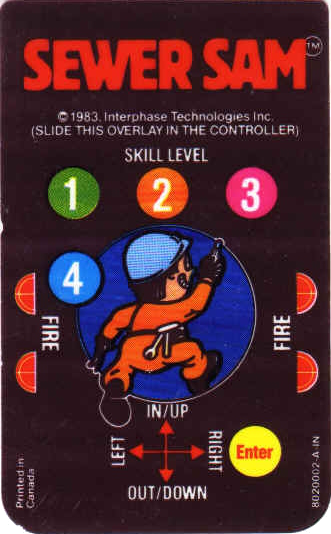 SEWER SAM™
©1983, Interphase Technologies Inc.
(SLIDE THIS OVERLAY IN THE CONTROLLER)
SKILL LEVEL
1 2 3
4
FIRE
FIRE
IN/UP
LEFT
RIGHT
Enter
OUT/DOWN
Printed in
Canada
8020002-A-IN